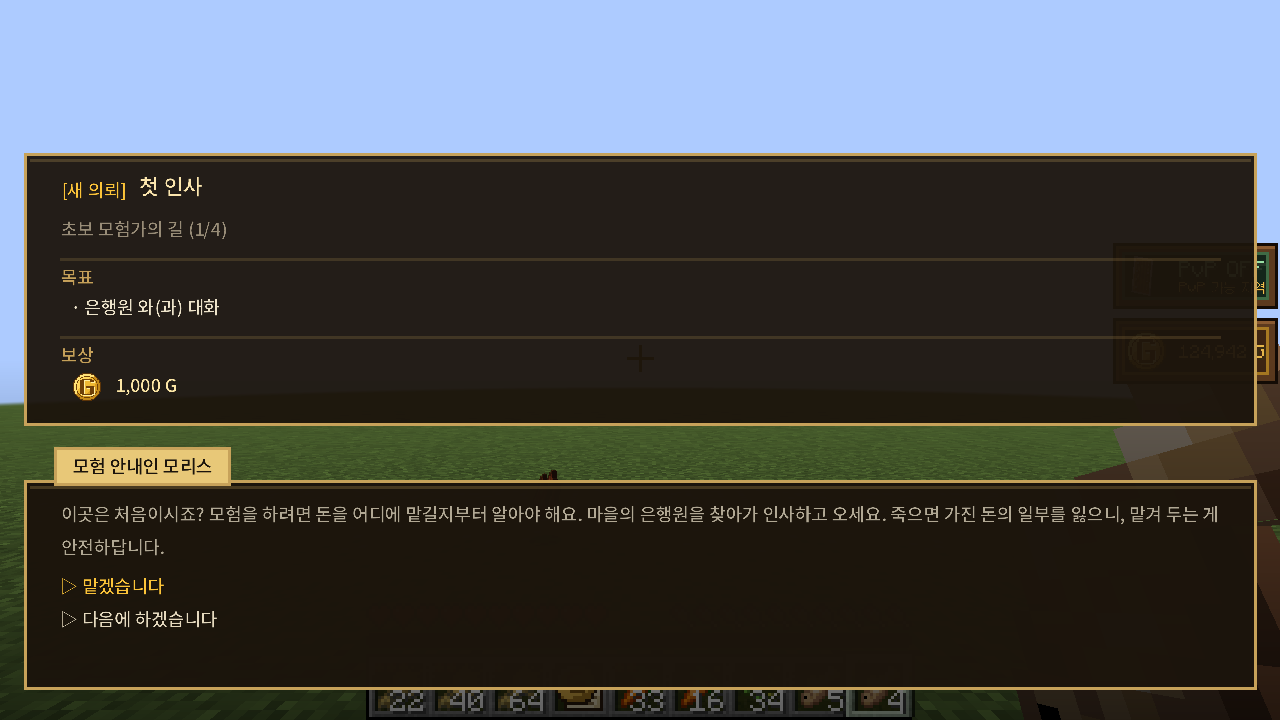 [새 의뢰] 첫 인사
초보 모험가의 길 (1/4)
목표
· 은행원 와(과) 대화
보상
1,000 G
PvP OFF
134,942 G
모험 안내인 모리스
이곳은 처음이시죠? 모험을 하려면 돈을 어디에 맡길지부터 알아야 해요. 마을의 은행원을 찾아가 인사하고 오세요. 죽으면 가진 돈의 일부를 잃으니, 맡겨 두는 게
안전하답니다.
▷ 맡겠습니다
▷ 다음에 하겠습니다
22 40 64 33 16 34 5 4